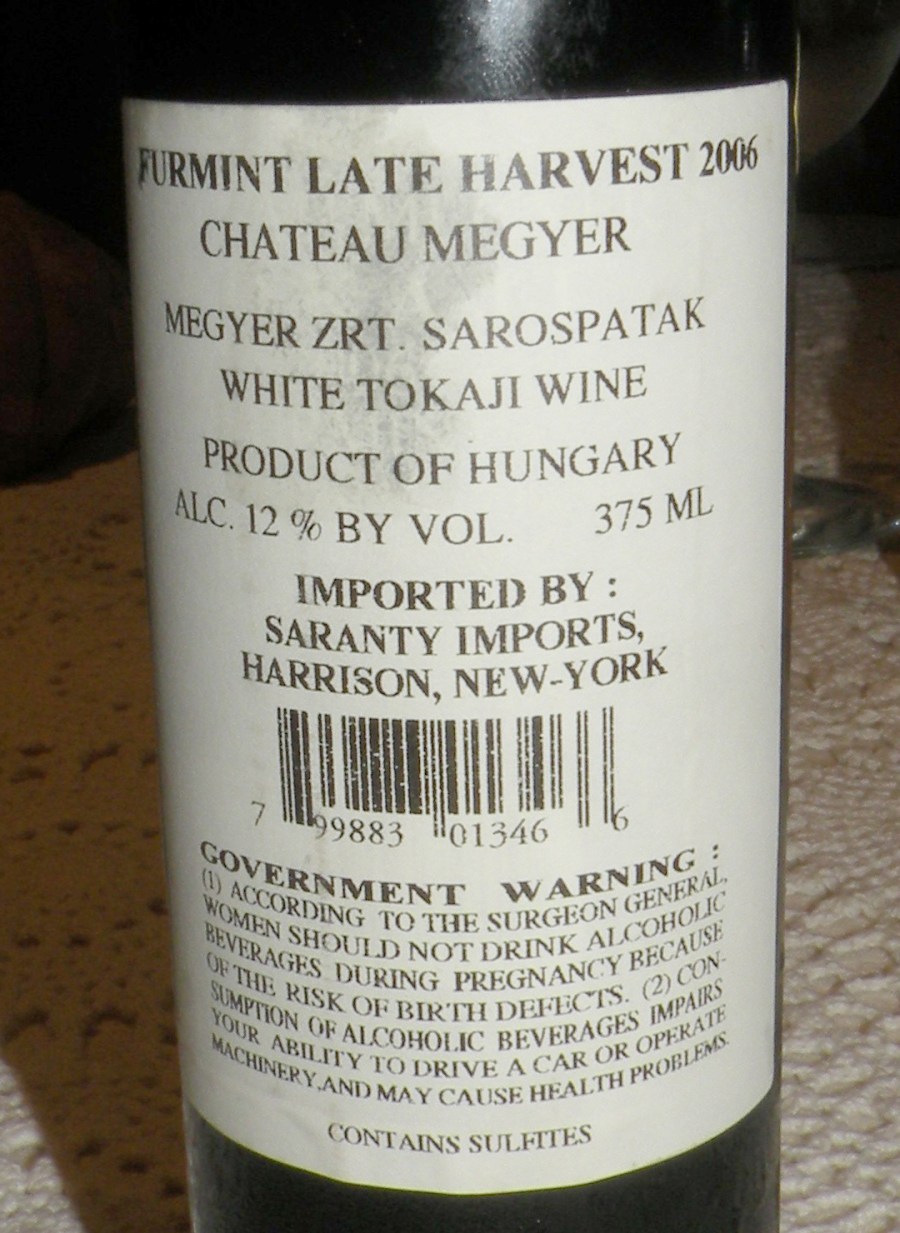 FURMINT LATE HARVEST 2006
CHATEAU MEGYER
MEGYER ZRT. SAROSPATAK
WHITE TOKAJI WINE
PRODUCT OF HUNGARY
ALC. 12 % BY VOL. 375 ML
IMPORTED BY :
SARANTY IMPORTS,
HARRISON, NEW-YORK
7 99883 01346 6
GOVERNMENT WARNING :
(1) ACCORDING TO THE SURGEON GENERAL,
WOMEN SHOULD NOT DRINK ALCOHOLIC
BEVERAGES DURING PREGNANCY BECAUSE
OF THE RISK OF BIRTH DEFECTS. (2) CON-
SUMPTION OF ALCOHOLIC BEVERAGES IMPAIRS
YOUR ABILITY TO DRIVE A CAR OR OPERATE
MACHINERY,AND MAY CAUSE HEALTH PROBLEMS.
CONTAINS SULFITES